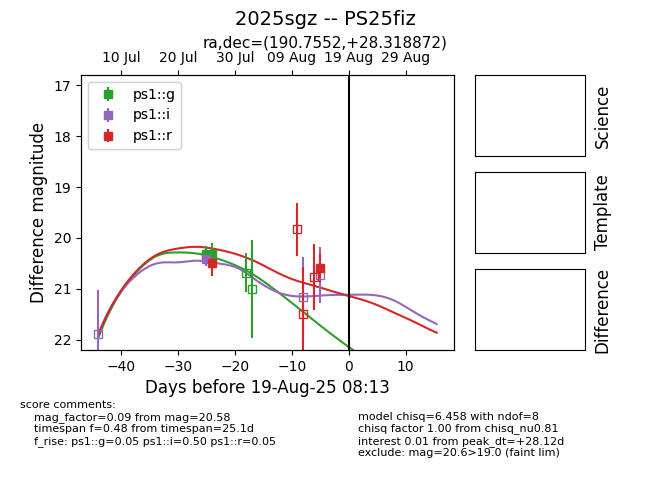 2025sgz -- PS25fiz
ra,dec=(190.7552,+28.318872)
10 Jul 20 Jul 30 Jul 09 Aug 19 Aug 29 Aug
17
18
19
20
21
22
Difference magnitude
ps1::g
ps1::i
ps1::r
−40 −30 −20 −10 0 10
Days before 19-Aug-25 08:13
Science
Template
Difference
score comments:
mag_factor=0.09 from mag=20.58
timespan f=0.48 from timespan=25.1d
f_rise: ps1::g=0.05 ps1::i=0.50 ps1::r=0.05
model chisq=6.458 with ndof=8
chisq factor 1.00 from chisq_nu0.81
interest 0.01 from peak_dt=+28.12d
exclude: mag=20.6>19.0 (faint lim)